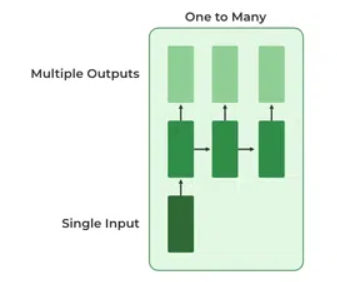 One to Many
Multiple Outputs
Single Input